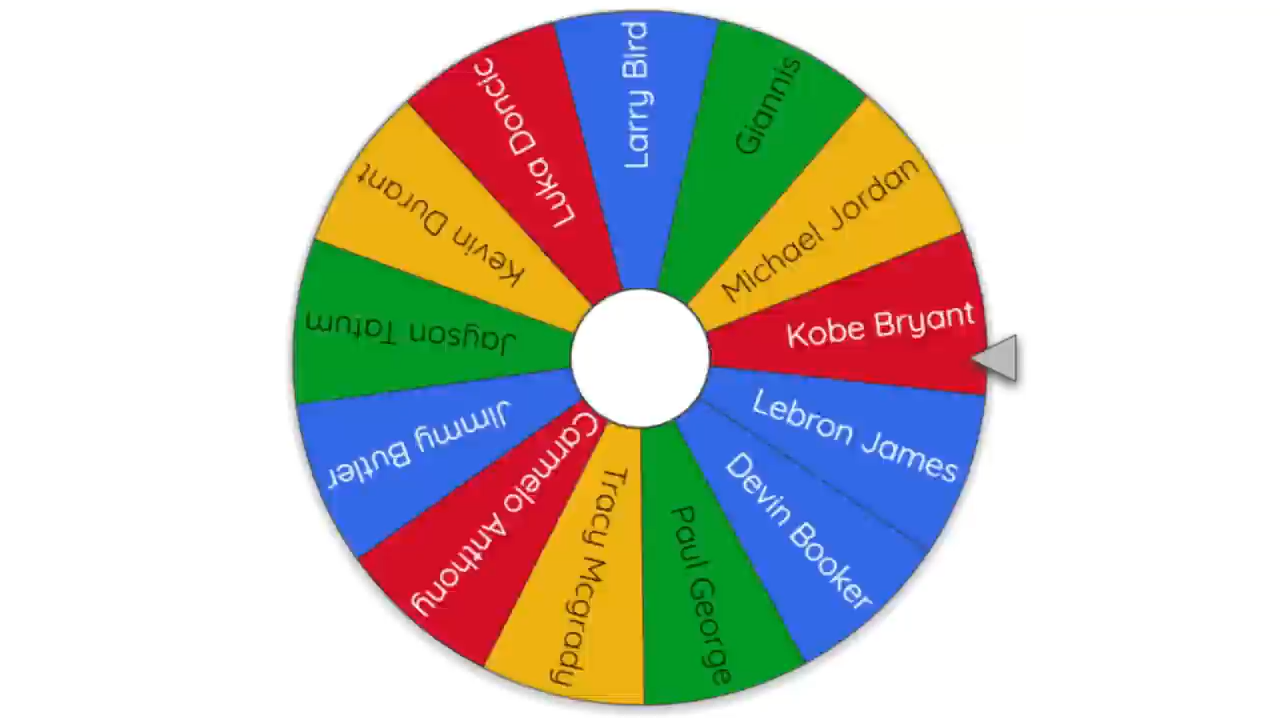 Larry Bird
Giannis
Michael Jordan
Kobe Bryant
Lebron James
Devin Booker
Paul George
Tracy Mcgrady
Carmelo Anthony
Jimmy Butler
Jayson Tatum
Kevin Durant
Luka Doncic